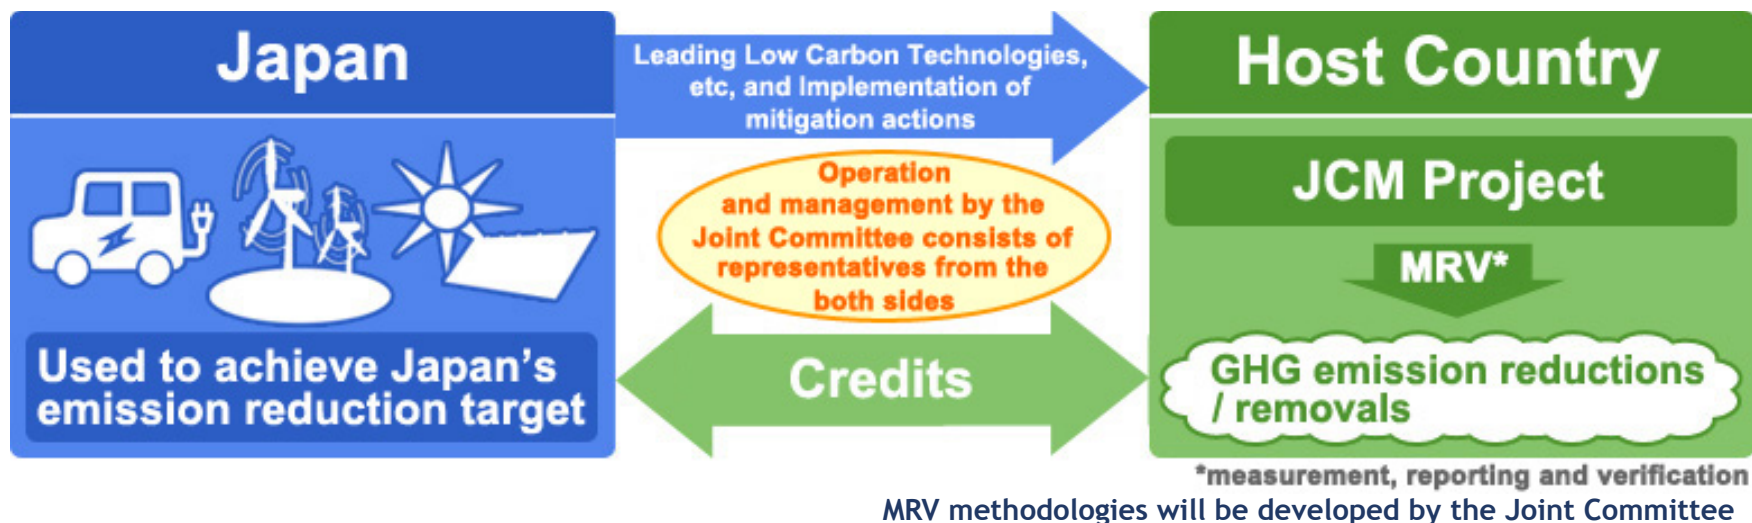 Japan
Leading Low Carbon Technologies,
etc, and Implementation of
mitigation actions
Host Country
JCM Project
Operation
and management by the
Joint Committee consists of
representatives from the
both sides
MRV*
Used to achieve Japan's
emission reduction target
Credits
GHG emission reductions
/ removals
*measurement, reporting and verification
MRV methodologies will be developed by the Joint Committee